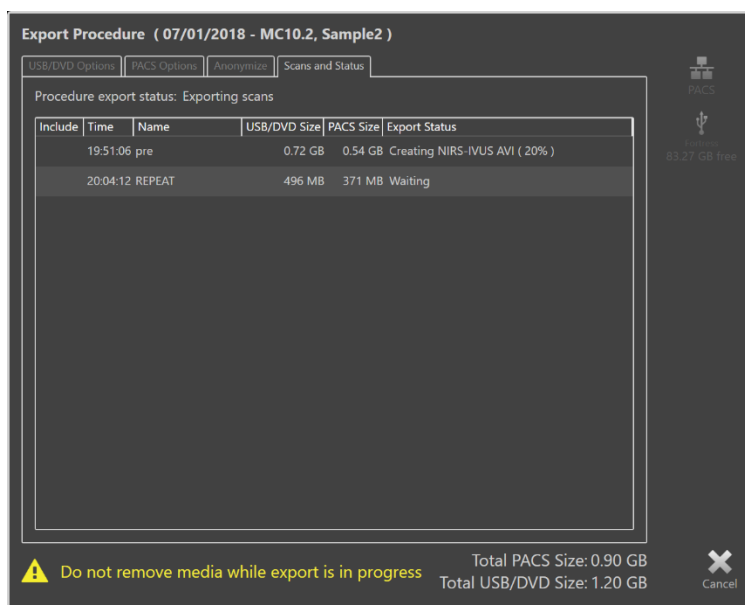 Export Procedure ( 07/01/2018 - MC10.2, Sample2 )
USB/DVD Options PACS Options Anonymize Scans and Status
PACS
Procedure export status: Exporting scans
83.27 GB free
Include Time Name USB/DVD Size PACS Size Export Status
19:51:06 pre 0.72 GB 0.54 GB Creating NIRS-IVUS AVI ( 20% )
20:04:12 REPEAT 496 MB 371 MB Waiting
Do not remove media while export is in progress
Total PACS Size: 0.90 GB
Total USB/DVD Size: 1.20 GB
Cancel